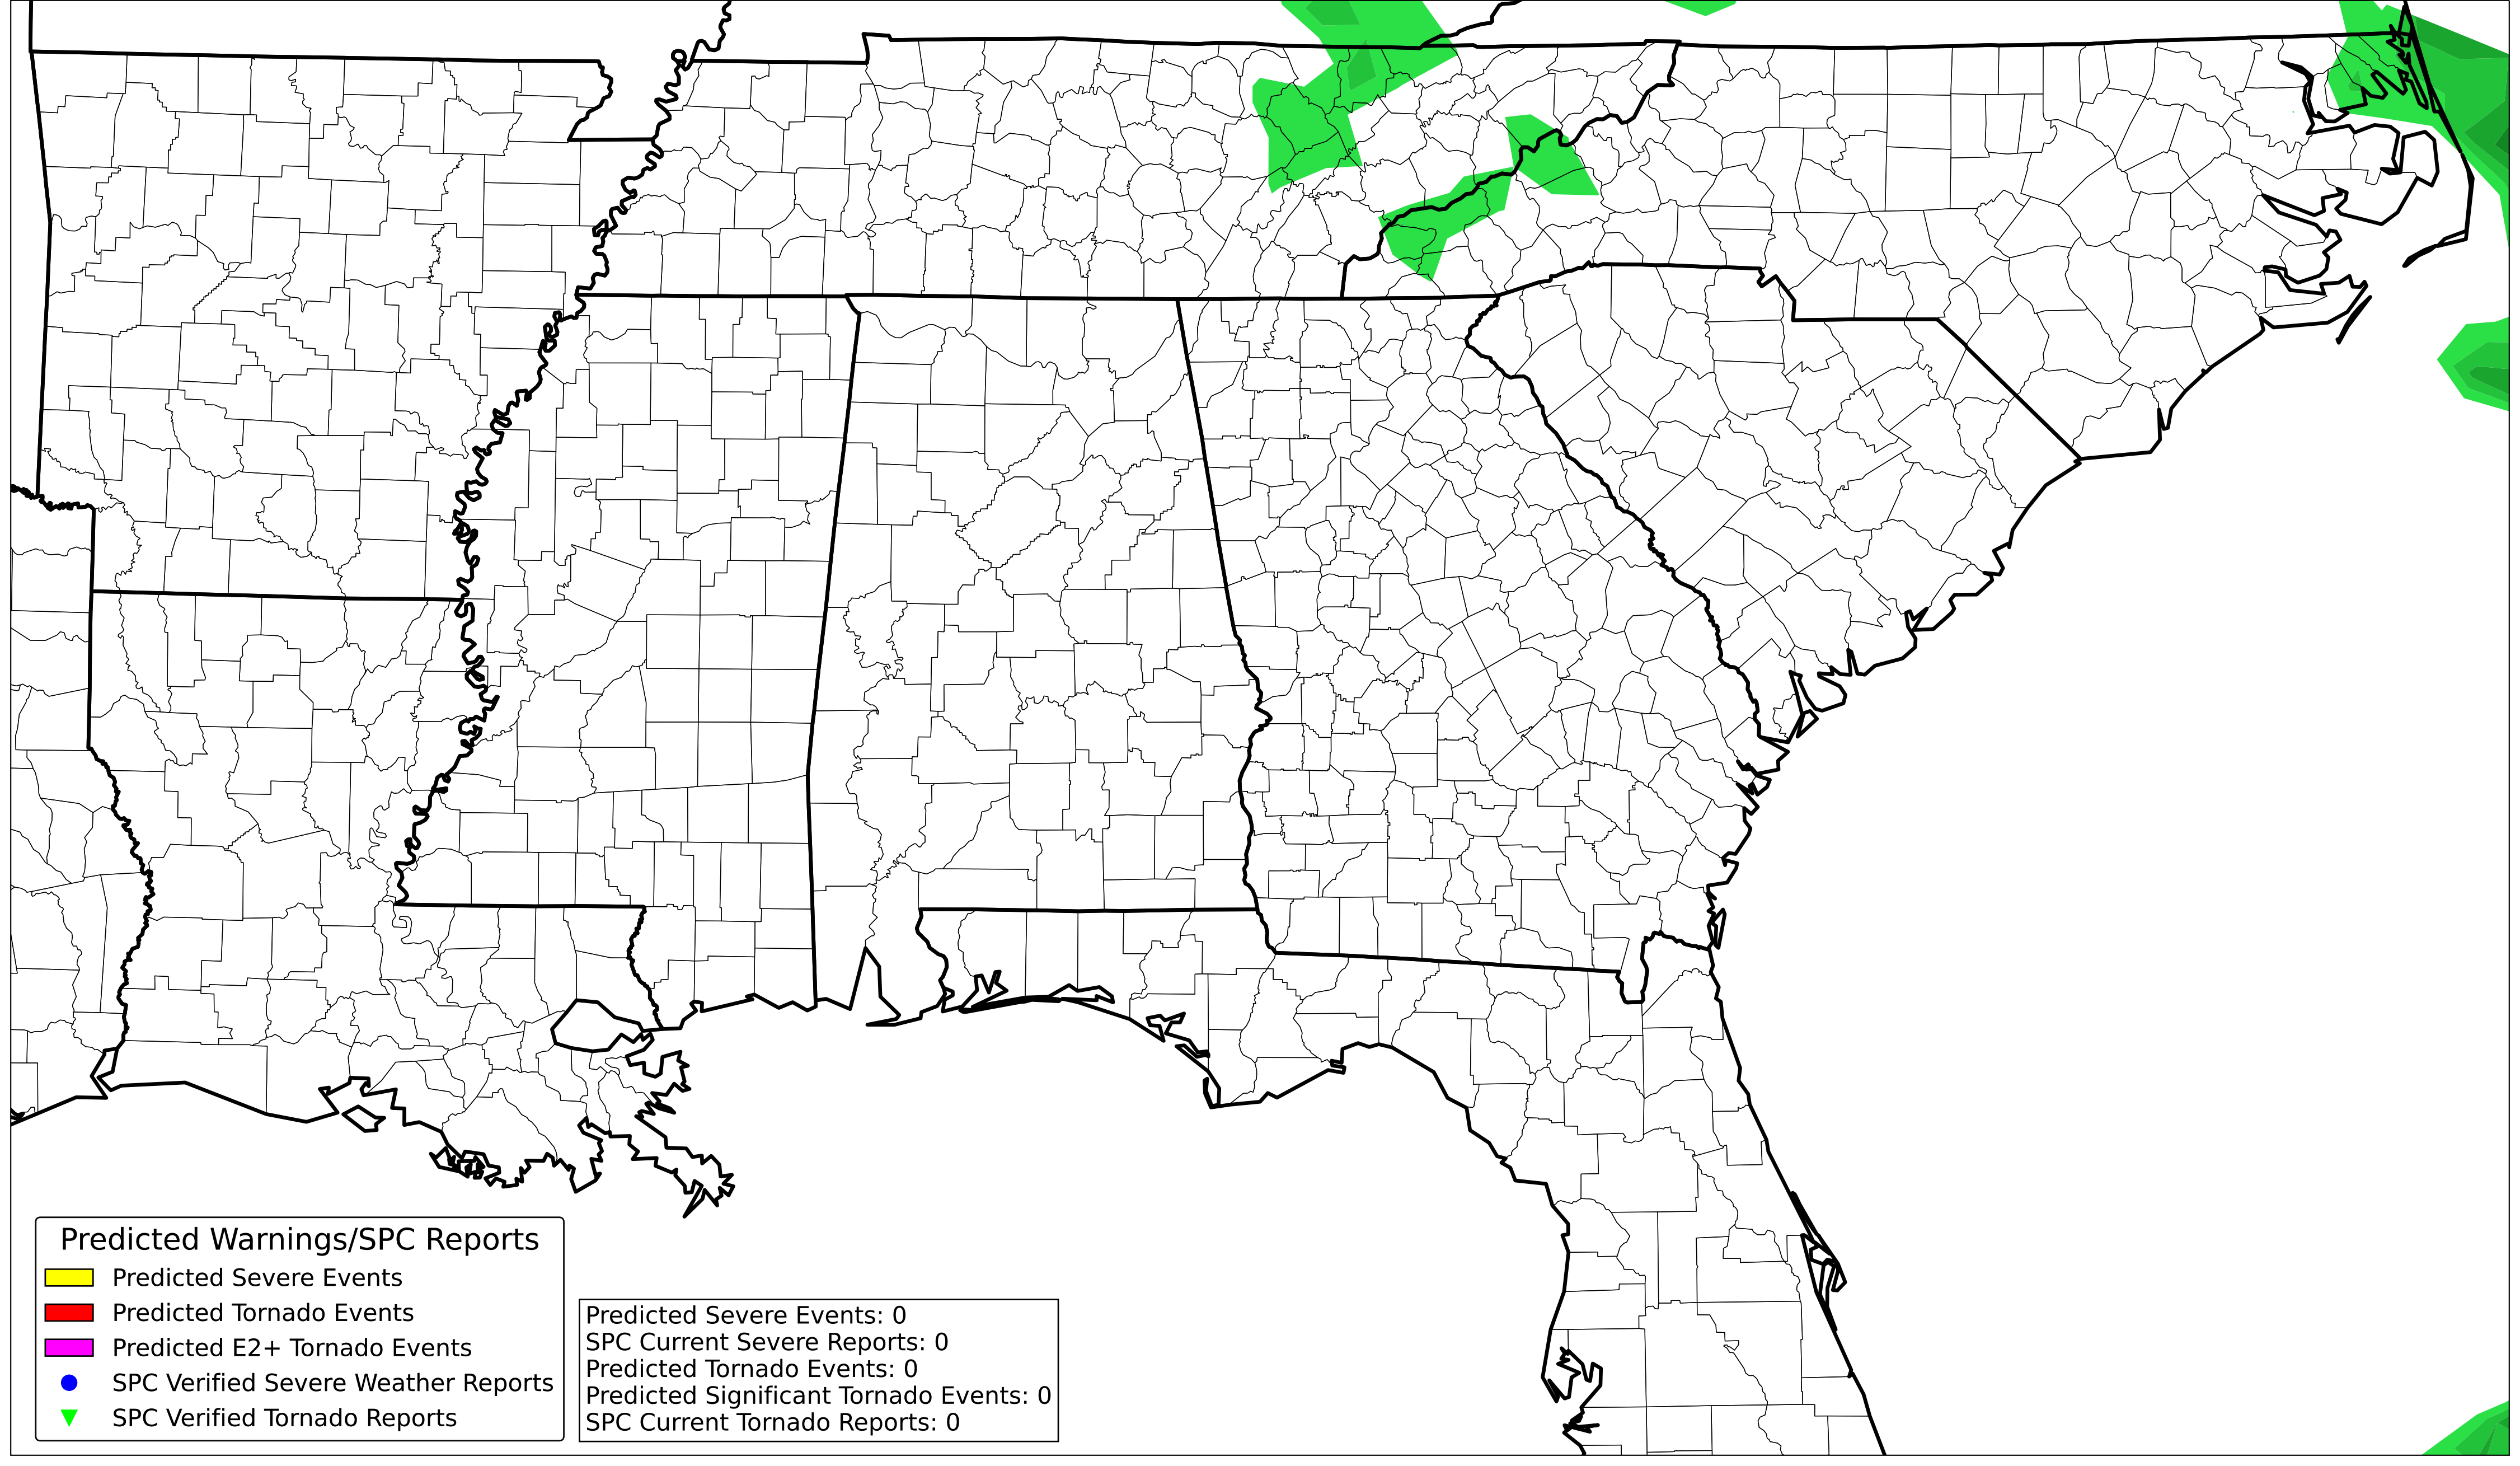 Predicted Warnings/SPC Reports
Predicted Severe Events
Predicted Tornado Events
Predicted E2+ Tornado Events
SPC Verified Severe Weather Reports
SPC Verified Tornado Reports
Predicted Severe Events: 0
SPC Current Severe Reports: 0
Predicted Tornado Events: 0
Predicted Significant Tornado Events: 0
SPC Current Tornado Reports: 0